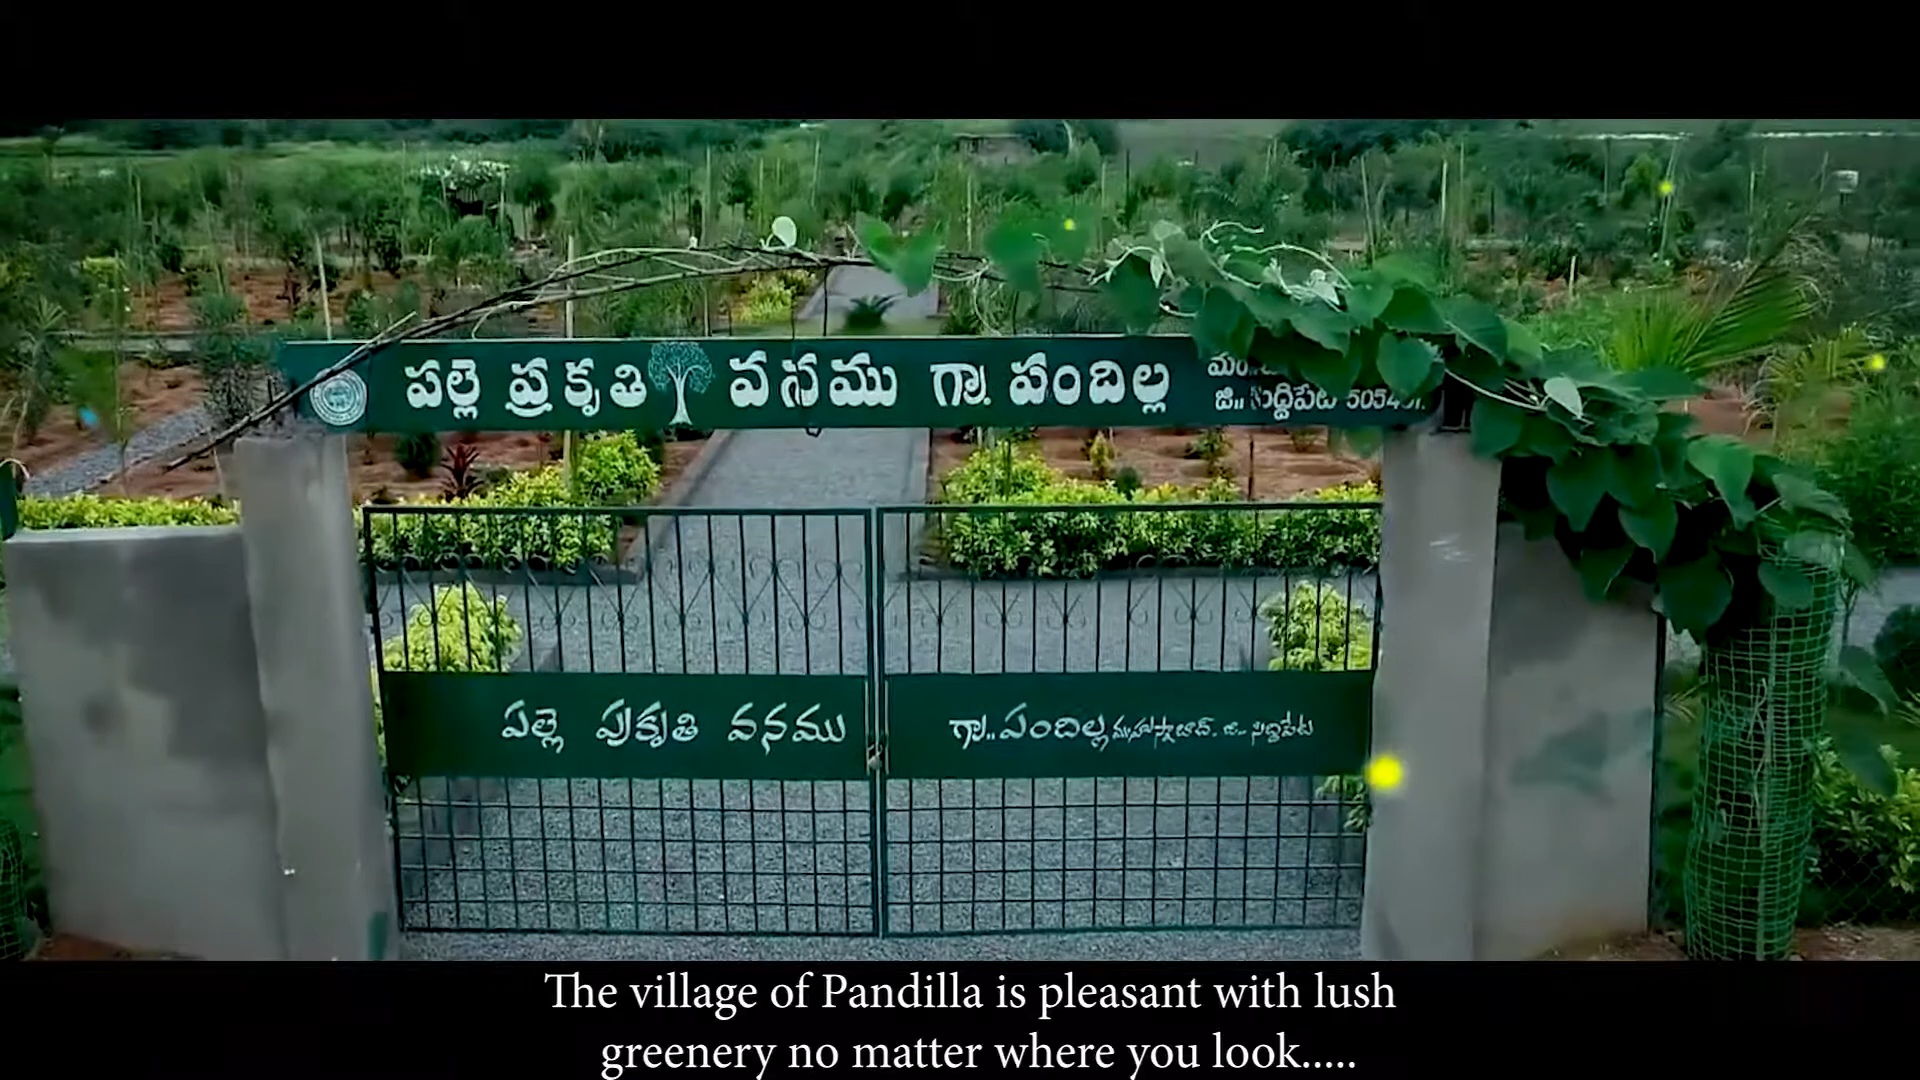 పల్లె ప్రకృతి వనము గ్రా. పందిల్ల
జి.. సిద్దిపేట
పల్లె ప్రకృతి వనము
గ్రా.. పందిల్ల
జి.. సిద్దిపేట
The village of Pandilla is pleasant with lush
greenery no matter where you look.....